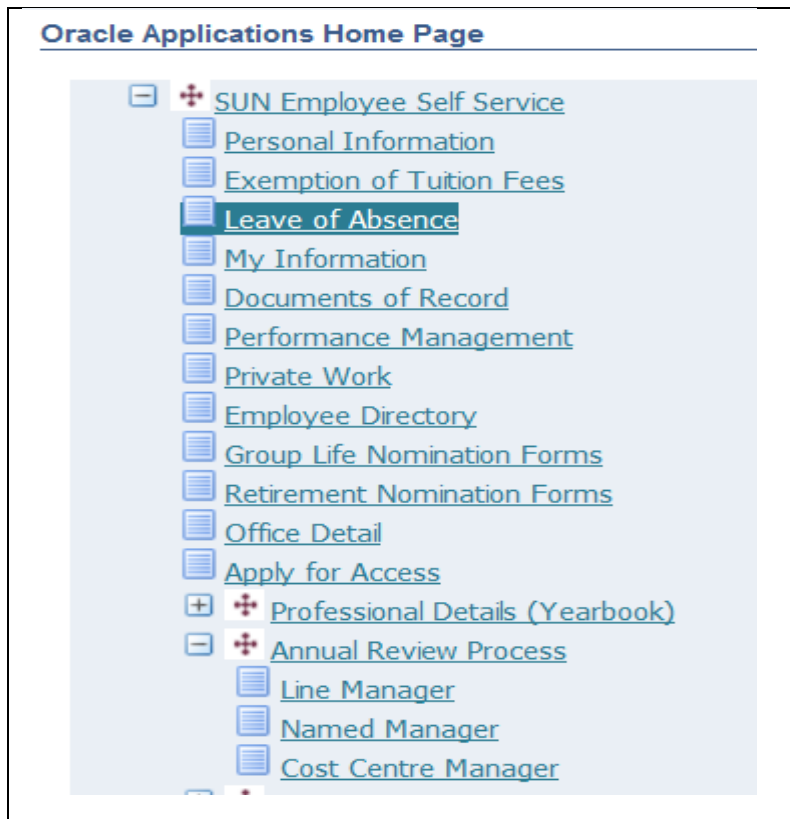 Oracle Applications Home Page
SUN Employee Self Service
Personal Information
Exemption of Tuition Fees
Leave of Absence
My Information
Documents of Record
Performance Management
Private Work
Employee Directory
Group Life Nomination Forms
Retirement Nomination Forms
Office Detail
Apply for Access
Professional Details (Yearbook)
Annual Review Process
Line Manager
Named Manager
Cost Centre Manager